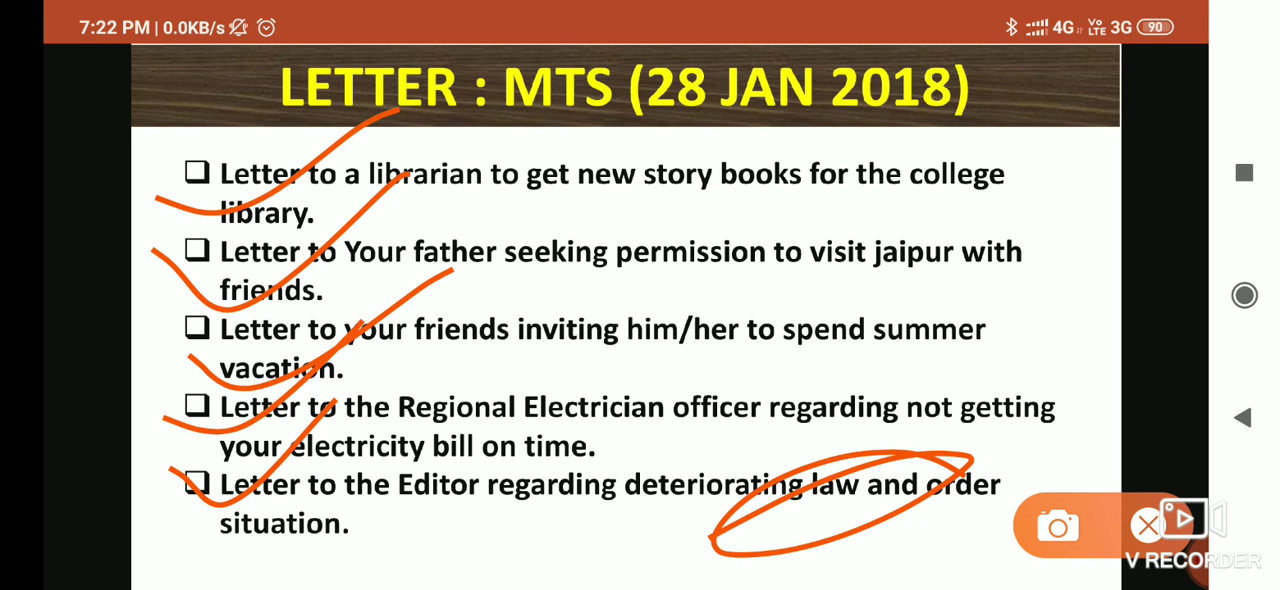 7:22 PM | 0.0KB/s
4G Vo LTE 3G 90
LETTER : MTS (28 JAN 2018)
Letter to a librarian to get new story books for the college
library.
Letter to Your father seeking permission to visit jaipur with
friends.
Letter to your friends inviting him/her to spend summer
vacation.
Letter to the Regional Electrician officer regarding not getting
your electricity bill on time.
Letter to the Editor regarding deteriorating law and order
situation.
V RECORDER